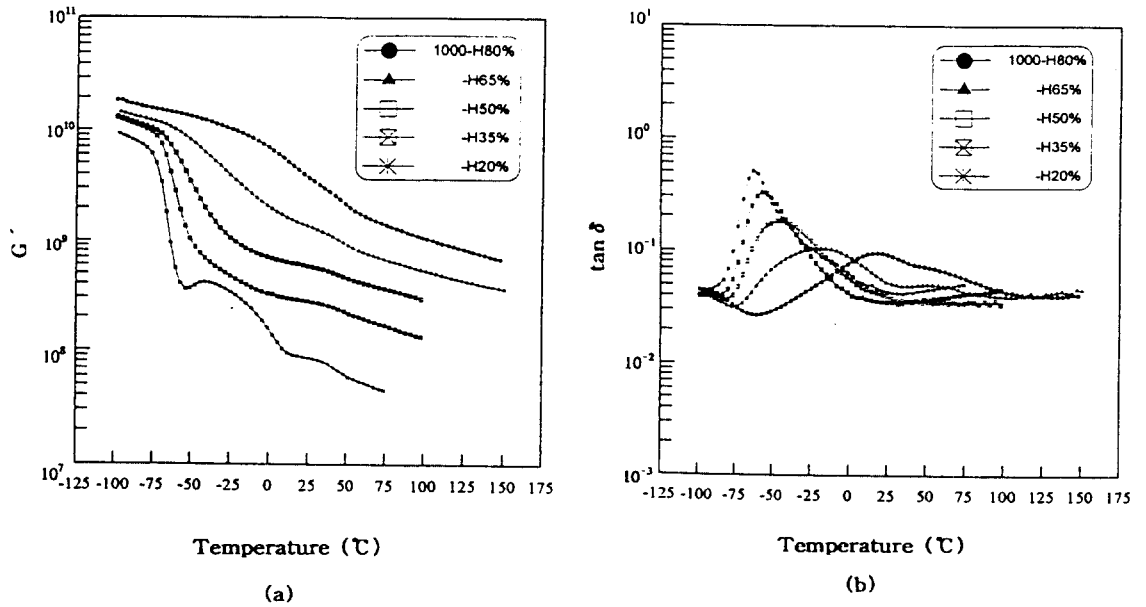 10¹¹
10¹⁰
10⁹
10⁸
10⁷
G´
1000-H80%
-H65%
-H50%
-H35%
-H20%
-125 -100 -75 -50 -25 0 25 50 75 100 125 150 175
Temperature (℃)
(a)
10¹
10⁰
10⁻¹
10⁻²
10⁻³
tan δ
1000-H80%
-H65%
-H50%
-H35%
-H20%
-125 -100 -75 -50 -25 0 25 50 75 100 125 150 175
Temperature (℃)
(b)